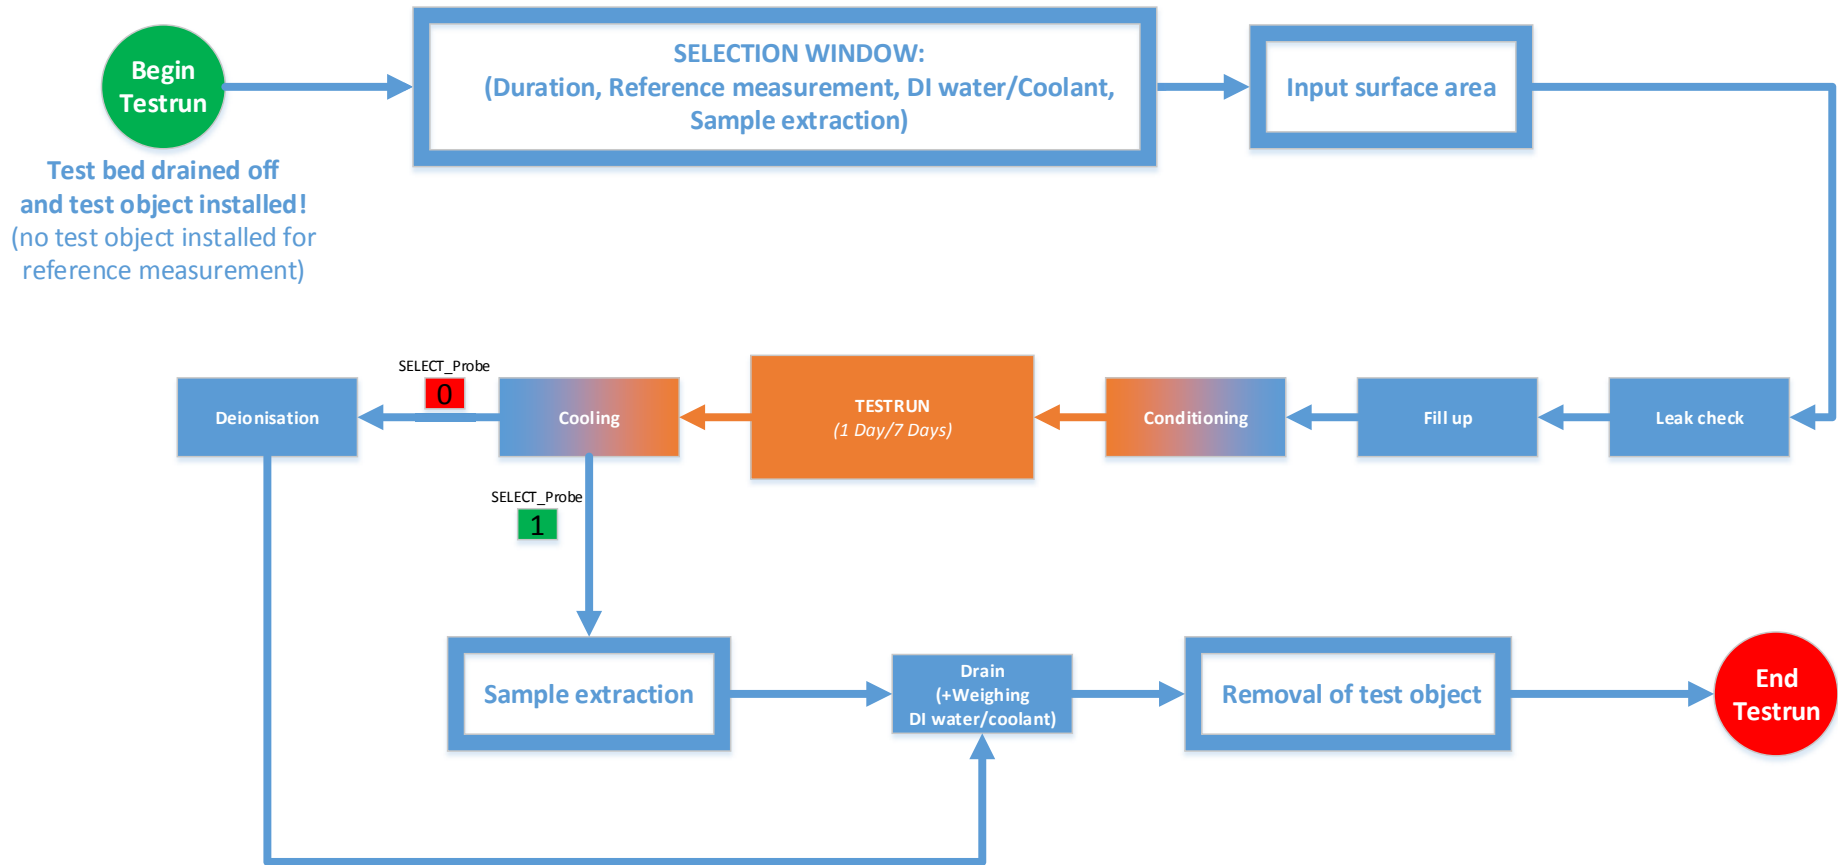 Begin
Testrun
SELECTION WINDOW:
(Duration, Reference measurement, DI water/Coolant,
Sample extraction)
Input surface area
Test bed drained off
and test object installed!
(no test object installed for
reference measurement)
Deionisation
SELECT_Probe
0
Cooling
TESTRUN
(1 Day/7 Days)
Conditioning
Fill up
Leak check
SELECT_Probe
1
Sample extraction
Drain
(+Weighing
DI water/coolant)
Removal of test object
End
Testrun